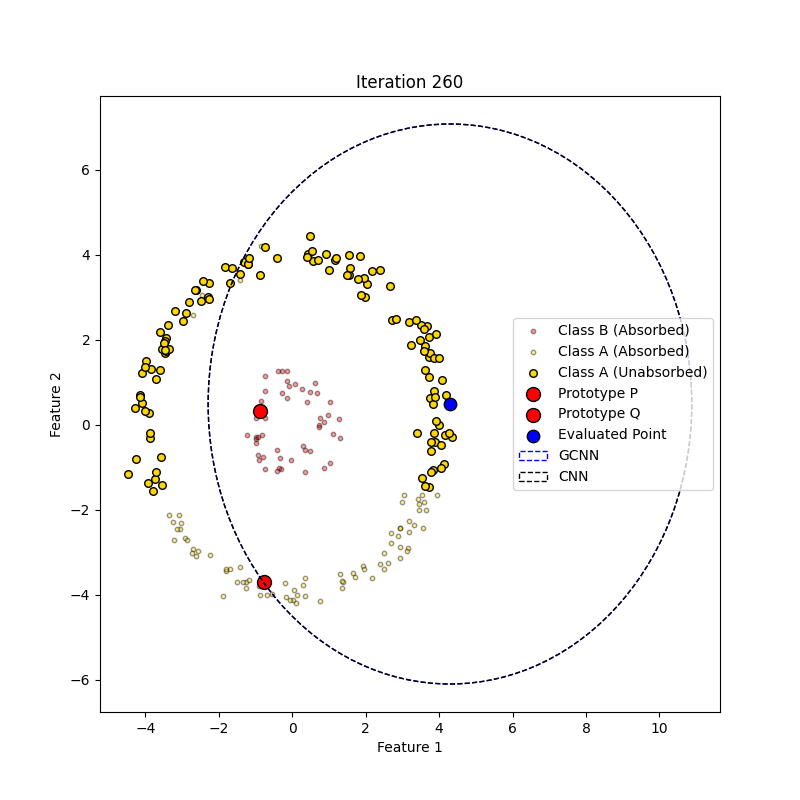 Iteration 260
Feature 2
6
4
2
0
−2
−4
−6
Class B (Absorbed)
Class A (Absorbed)
Class A (Unabsorbed)
Prototype P
Prototype Q
Evaluated Point
GCNN
CNN
−4
−2
0
2
4
6
8
10
Feature 1